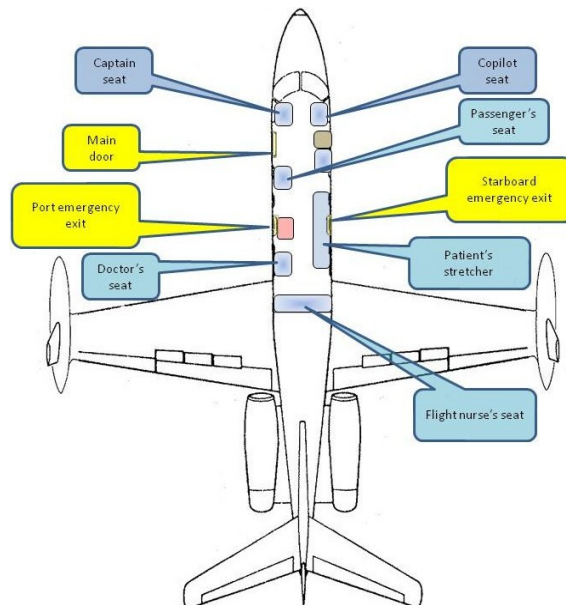 Captain
seat
Copilot
seat
Passenger's
seat
Main
door
Port emergency
exit
Starboard
emergency exit
Doctor's
seat
Patient's
stretcher
Flight nurse's seat